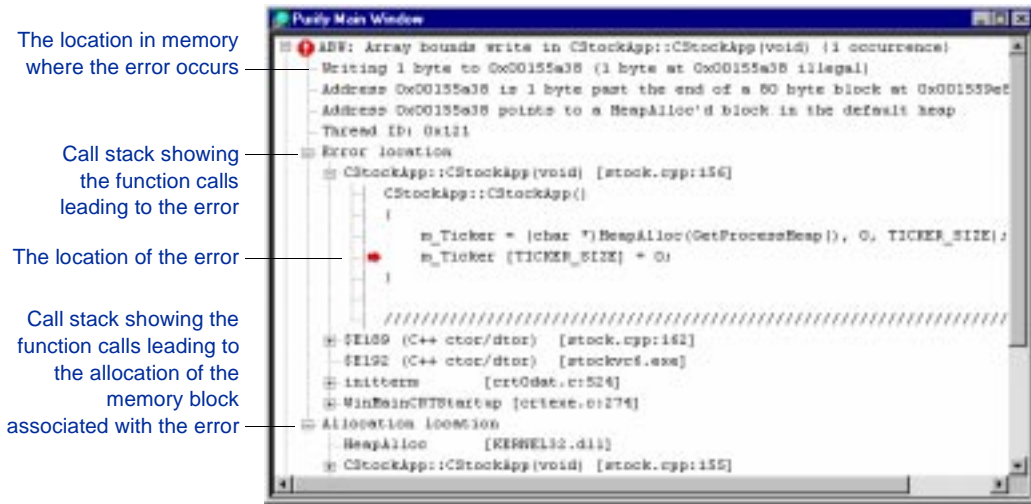 The location in memory
where the error occurs
Call stack showing
the function calls
leading to the error
The location of the error
Call stack showing the
function calls leading to
the allocation of the
memory block
associated with the error
Purify Main Window
ABW: Array bounds write in CStockApp::CStockApp(void) {1 occurrence}
Writing 1 byte to 0x00155a38 (1 byte at 0x00155a38 illegal)
Address 0x00155a38 is 1 byte past the end of a 80 byte block at 0x001559e8
Address 0x00155a38 points to a HeapAlloc'd block in the default heap
Thread ID: 0x121
Error location
CStockApp::CStockApp(void) [stock.cpp:156]
CStockApp::CStockApp()
{
m_Ticker = (char *)HeapAlloc(GetProcessHeap(), 0, TICKER_SIZE);
m_Ticker [TICKER_SIZE] = 0;
}
////////////////////////////////////////////////////////////////
$E189 (C++ ctor/dtor) [stock.cpp:162]
$E192 (C++ ctor/dtor) [stockvc6.exe]
initterm [crt0dat.c:524]
WinMainCRTStartup [crtexe.c:274]
Allocation location
HeapAlloc [KERNEL32.dll]
CStockApp::CStockApp(void) [stock.cpp:155]